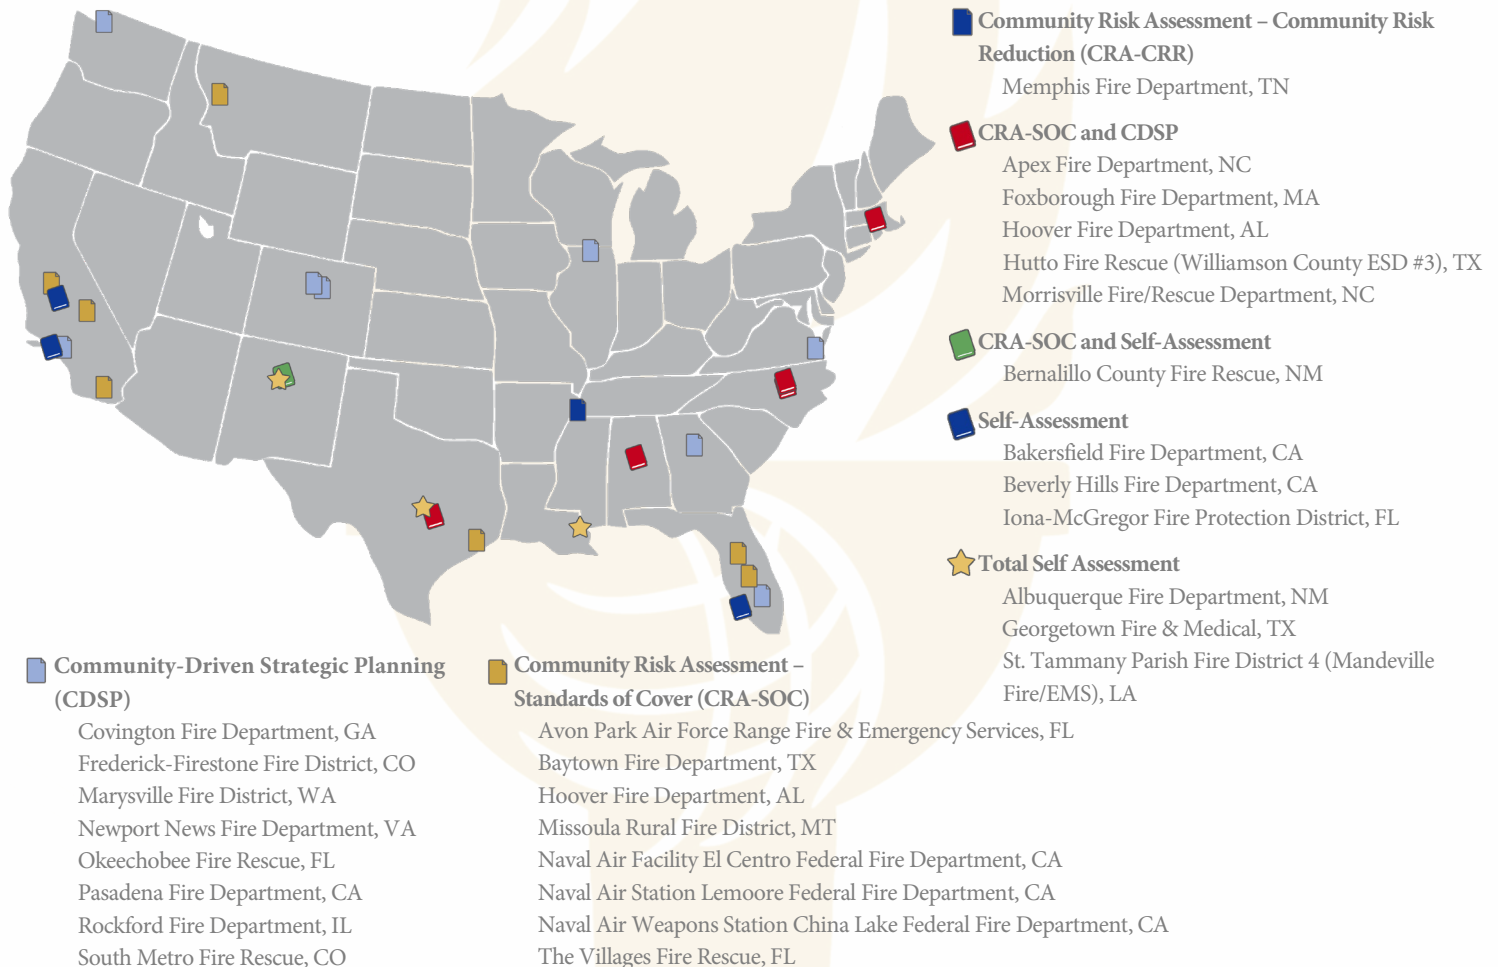 Community Risk Assessment – Community Risk
Reduction (CRA-CRR)
Memphis Fire Department, TN
CRA-SOC and CDSP
Apex Fire Department, NC
Foxborough Fire Department, MA
Hoover Fire Department, AL
Hutto Fire Rescue (Williamson County ESD #3), TX
Morrisville Fire/Rescue Department, NC
CRA-SOC and Self-Assessment
Bernalillo County Fire Rescue, NM
Self-Assessment
Bakersfield Fire Department, CA
Beverly Hills Fire Department, CA
Iona-McGregor Fire Protection District, FL
Total Self Assessment
Albuquerque Fire Department, NM
Georgetown Fire & Medical, TX
St. Tammany Parish Fire District 4 (Mandeville
Fire/EMS), LA
Community-Driven Strategic Planning
(CDSP)
Covington Fire Department, GA
Frederick-Firestone Fire District, CO
Marysville Fire District, WA
Newport News Fire Department, VA
Okeechobee Fire Rescue, FL
Pasadena Fire Department, CA
Rockford Fire Department, IL
South Metro Fire Rescue, CO
Community Risk Assessment –
Standards of Cover (CRA-SOC)
Avon Park Air Force Range Fire & Emergency Services, FL
Baytown Fire Department, TX
Hoover Fire Department, AL
Missoula Rural Fire District, MT
Naval Air Facility El Centro Federal Fire Department, CA
Naval Air Station Lemoore Federal Fire Department, CA
Naval Air Weapons Station China Lake Federal Fire Department, CA
The Villages Fire Rescue, FL